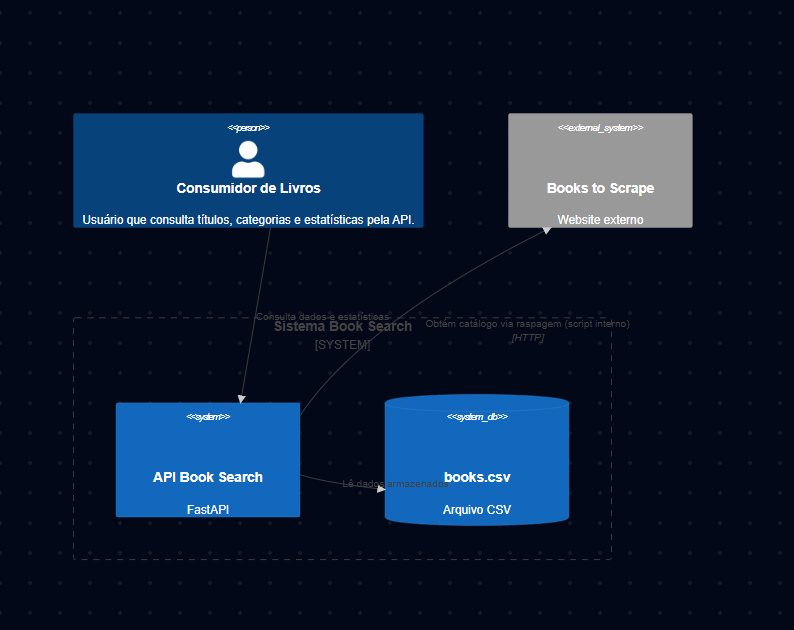 <<person>>
Consumidor de Livros
Usuário que consulta títulos, categorias e estatísticas pela API.
<<external_system>>
Books to Scrape
Website externo
Consulta dados e estatísticas
Sistema Book Search
[SYSTEM]
Obtém catálogo via raspagem (script interno)
[HTTP]
<<system>>
API Book Search
FastAPI
Lê dados armazenados
<<system_db>>
books.csv
Arquivo CSV